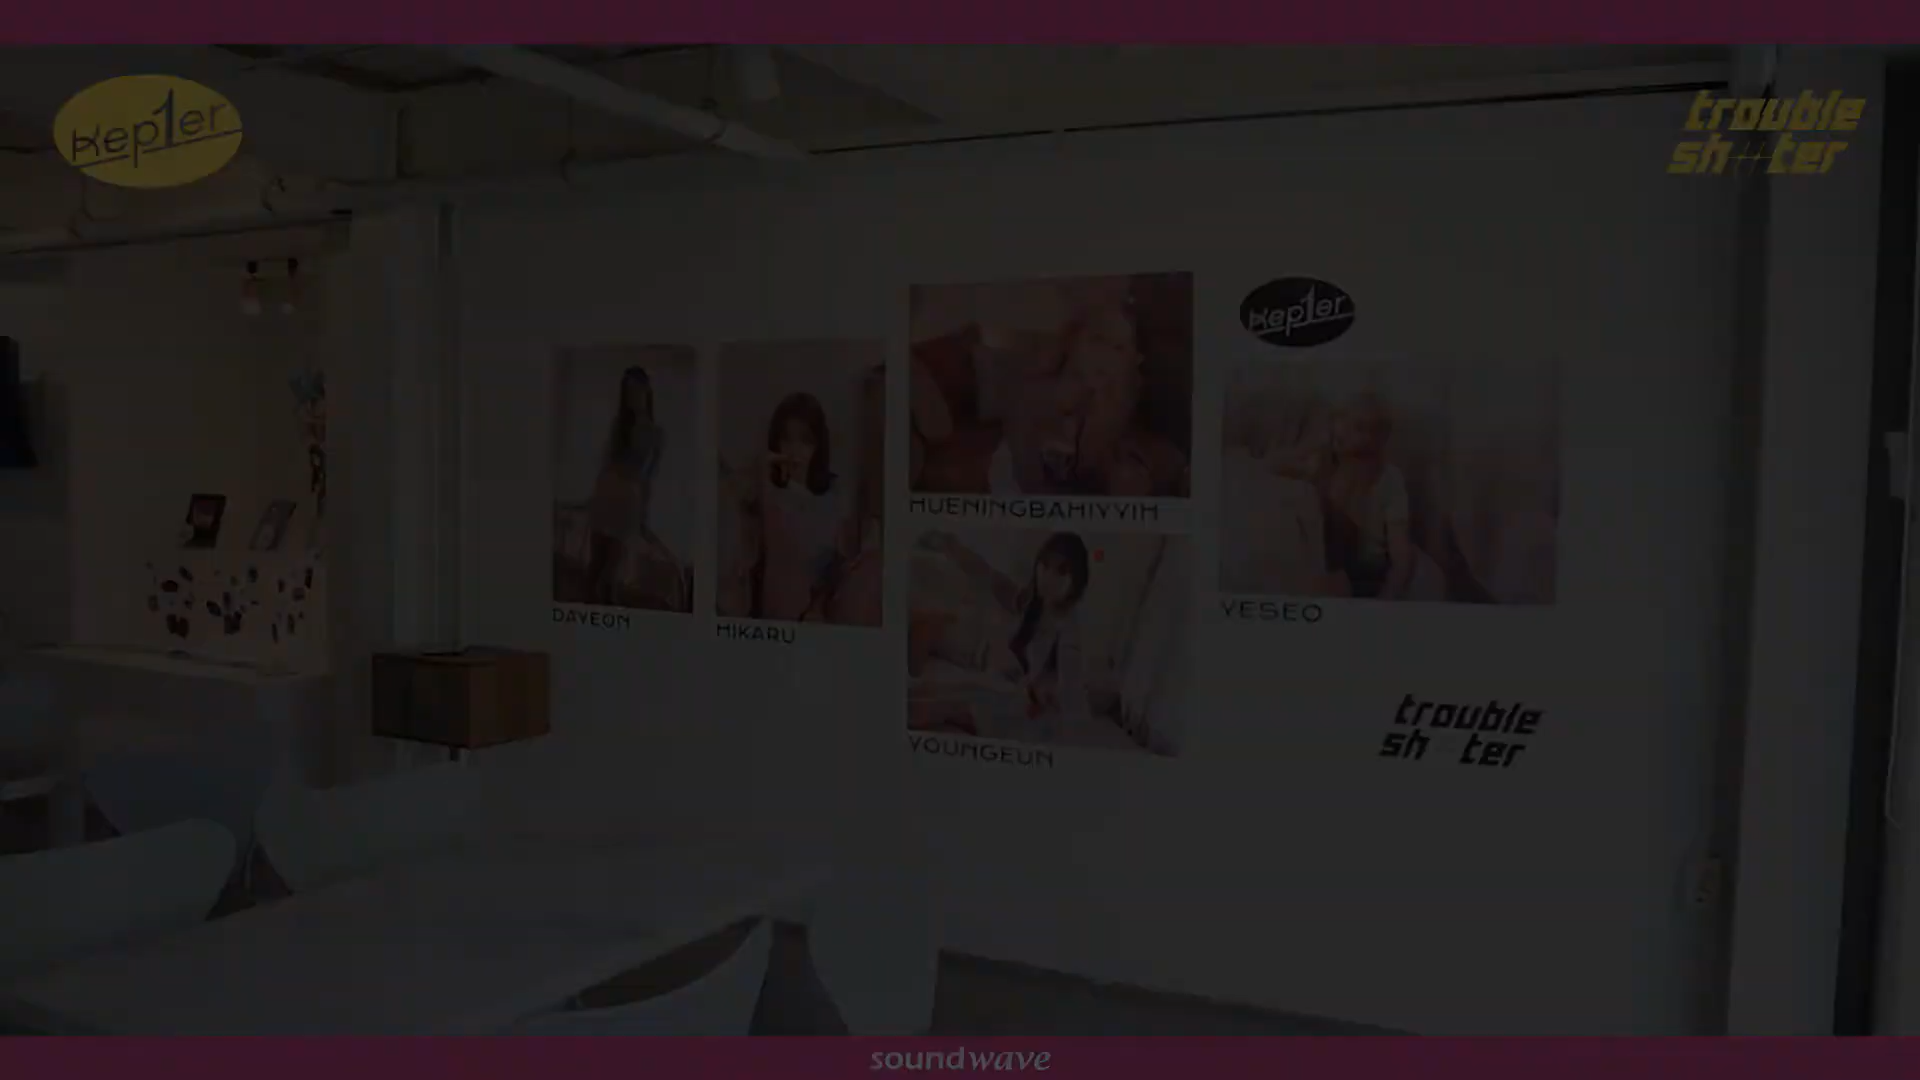 Kep1er
trouble
sh ter
Kep1er
HUENINGBAHIYYIH
DAYEON
HIKARU
YESEO
YOUNGEUN
trouble
sh ter
soundwave